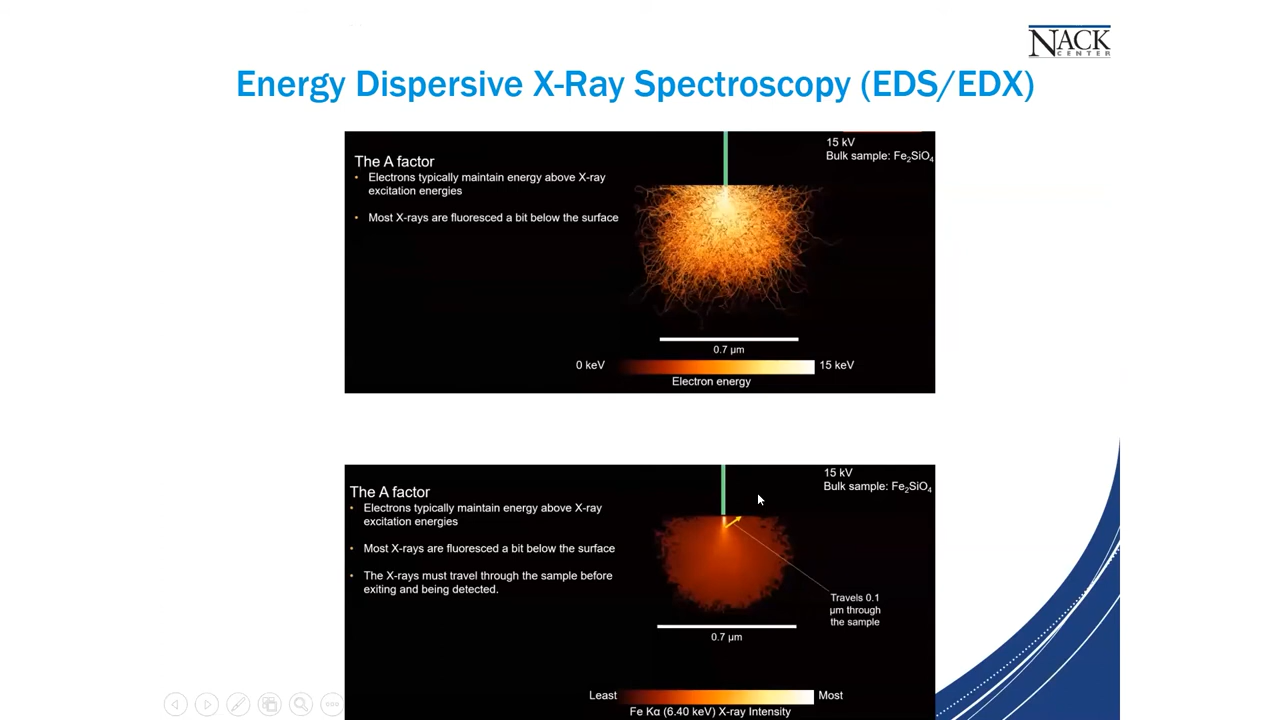 NACK
CENTER
Energy Dispersive X-Ray Spectroscopy (EDS/EDX)
The A factor
• Electrons typically maintain energy above X-ray
excitation energies
• Most X-rays are fluoresced a bit below the surface
15 kV
Bulk sample: Fe₂SiO₄
0.7 µm
0 keV
15 keV
Electron energy
The A factor
• Electrons typically maintain energy above X-ray
excitation energies
• Most X-rays are fluoresced a bit below the surface
• The X-rays must travel through the sample before
exiting and being detected.
15 kV
Bulk sample: Fe₂SiO₄
Travels 0.1
µm through
the sample
0.7 µm
Least
Most
Fe Kα (6.40 keV) X-ray Intensity